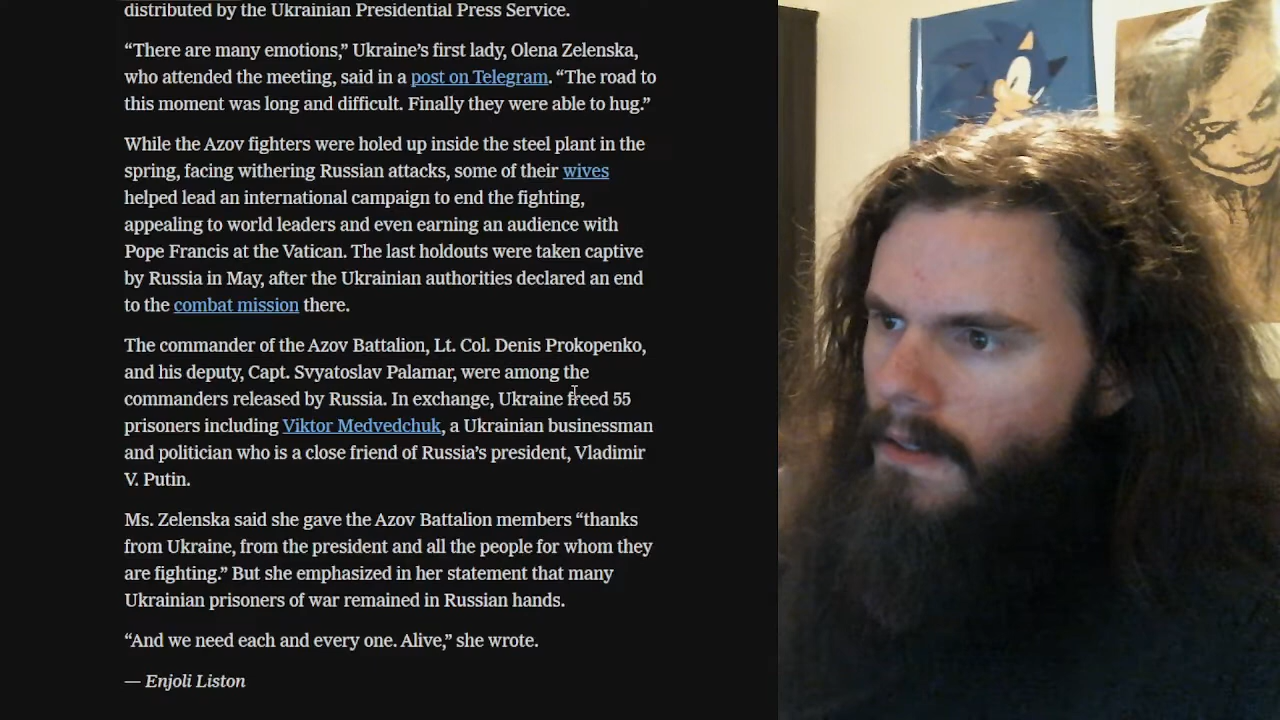 distributed by the Ukrainian Presidential Press Service.
“There are many emotions,” Ukraine’s first lady, Olena Zelenska,
who attended the meeting, said in a post on Telegram. “The road to
this moment was long and difficult. Finally they were able to hug.”
While the Azov fighters were holed up inside the steel plant in the
spring, facing withering Russian attacks, some of their wives
helped lead an international campaign to end the fighting,
appealing to world leaders and even earning an audience with
Pope Francis at the Vatican. The last holdouts were taken captive
by Russia in May, after the Ukrainian authorities declared an end
to the combat mission there.
The commander of the Azov Battalion, Lt. Col. Denis Prokopenko,
and his deputy, Capt. Svyatoslav Palamar, were among the
commanders released by Russia. In exchange, Ukraine freed 55
prisoners including Viktor Medvedchuk, a Ukrainian businessman
and politician who is a close friend of Russia’s president, Vladimir
V. Putin.
Ms. Zelenska said she gave the Azov Battalion members “thanks
from Ukraine, from the president and all the people for whom they
are fighting.” But she emphasized in her statement that many
Ukrainian prisoners of war remained in Russian hands.
“And we need each and every one. Alive,” she wrote.
— Enjoli Liston